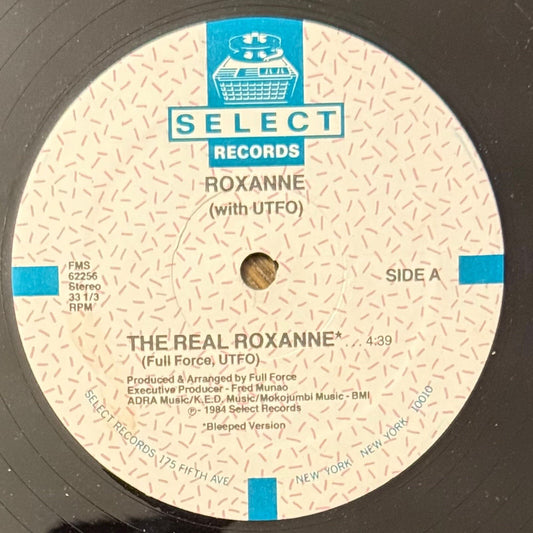 SELECT
RECORDS
ROXANNE
(with UTFO)
FMS
62256
Stereo
33 1/3
RPM
SIDE A
THE REAL ROXANNE*... 4:39
(Full Force, UTFO)
Produced & Arranged by Full Force
Executive Producer - Fred Munao
ADRA Music/K.E.D. Music/Mokojumbi Music - BMI
℗ - 1984 Select Records
*Bleeped Version
SELECT RECORDS 175 FIFTH AVE NEW YORK NEW YORK 10010